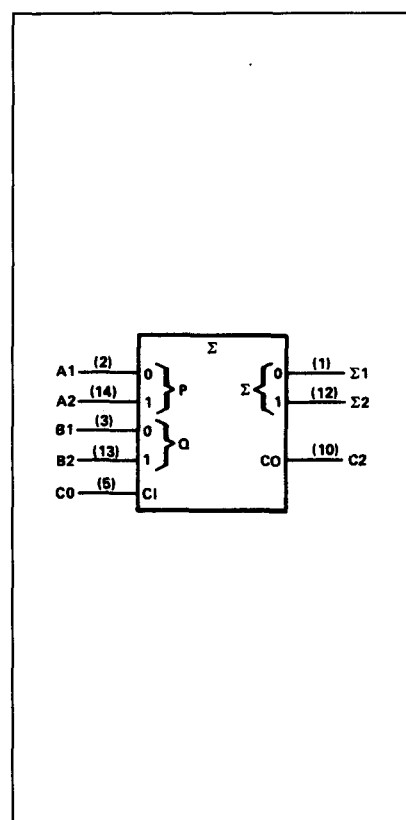 Σ
A1 (2) 0 P 0 (1) Σ1
A2 (14) 1 Σ 1 (12) Σ2
B1 (3) 0 Q
B2 (13) 1 CO (10) C2
C0 (5) CI